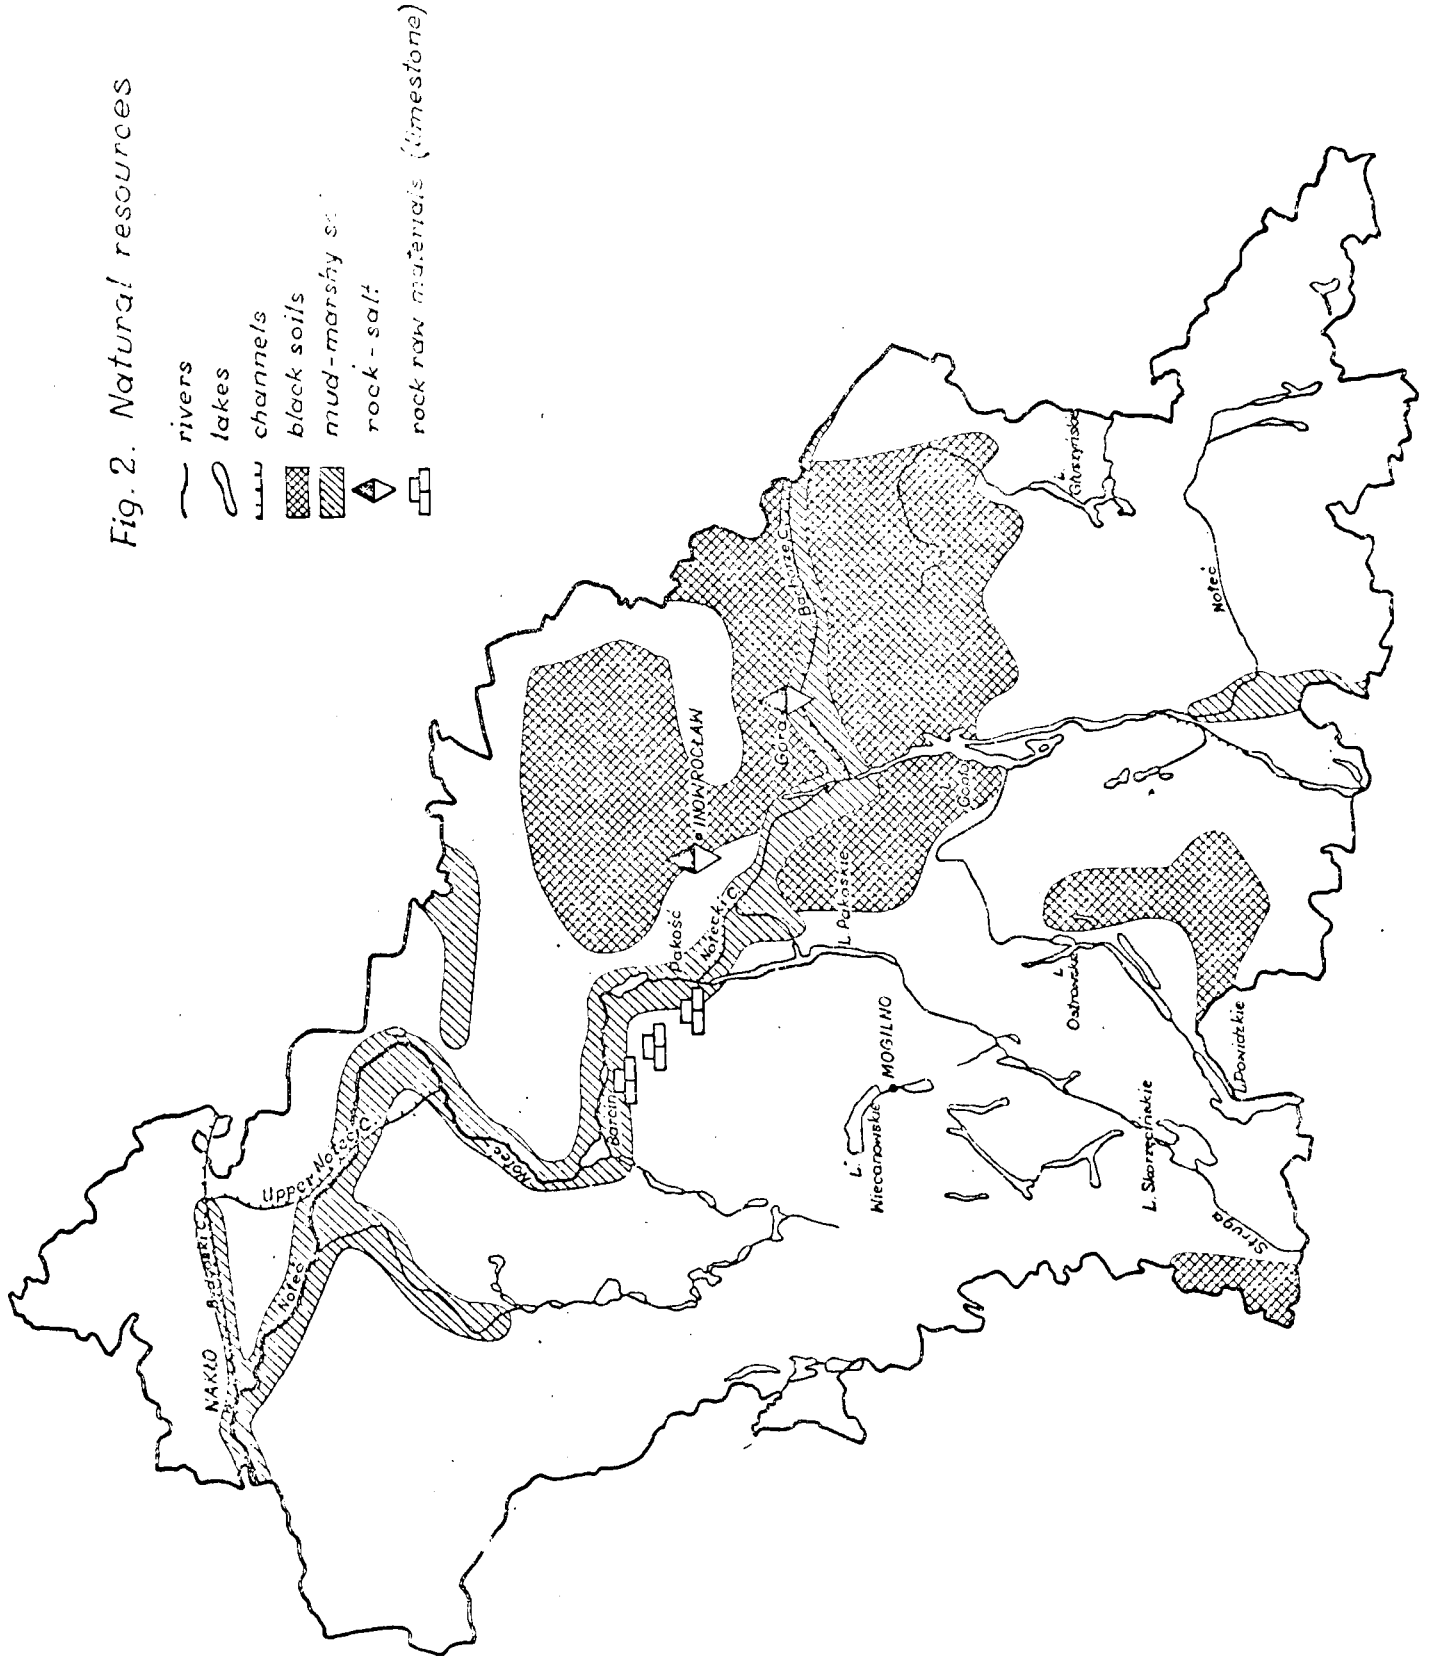 Fig. 2. Natural resources
rivers
lakes
channels
black soils
mud-marshy
rock-salt
rock raw materials (limestone)
NAKŁO
Noteć
Upper Noteć C.
Noteć
Barcin
Pakość
Notecki C.
INOWROCŁAW
Góra
Bachorze C.
L. Pakoskie
L.
Gopło
L.
Głuszyńskie
Noteć
MOGILNO
L.
Wiecanowskie
L.
Ostrowskie
L. Powidzkie
L. Skorzęcińskie
Struga